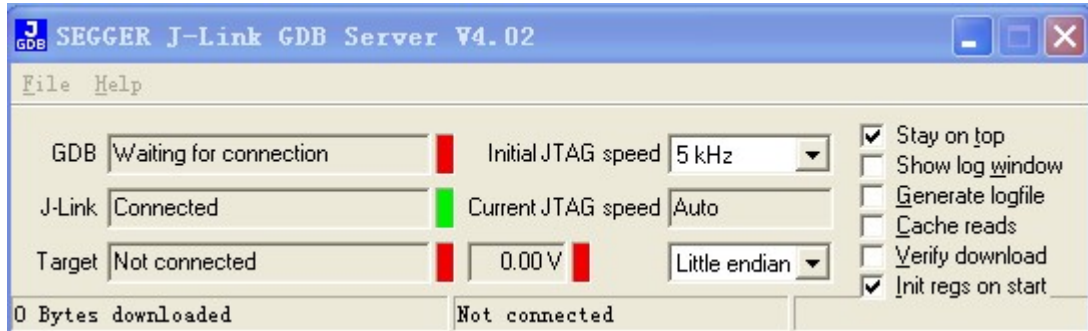 J
GDB
SEGGER J-Link GDB Server V4.02
File Help
GDB Waiting for connection
Initial JTAG speed 5 kHz
J-Link Connected
Current JTAG speed Auto
Target Not connected
0.00 V
Little endian
Stay on top
Show log window
Generate logfile
Cache reads
Verify download
Init regs on start
0 Bytes downloaded
Not connected